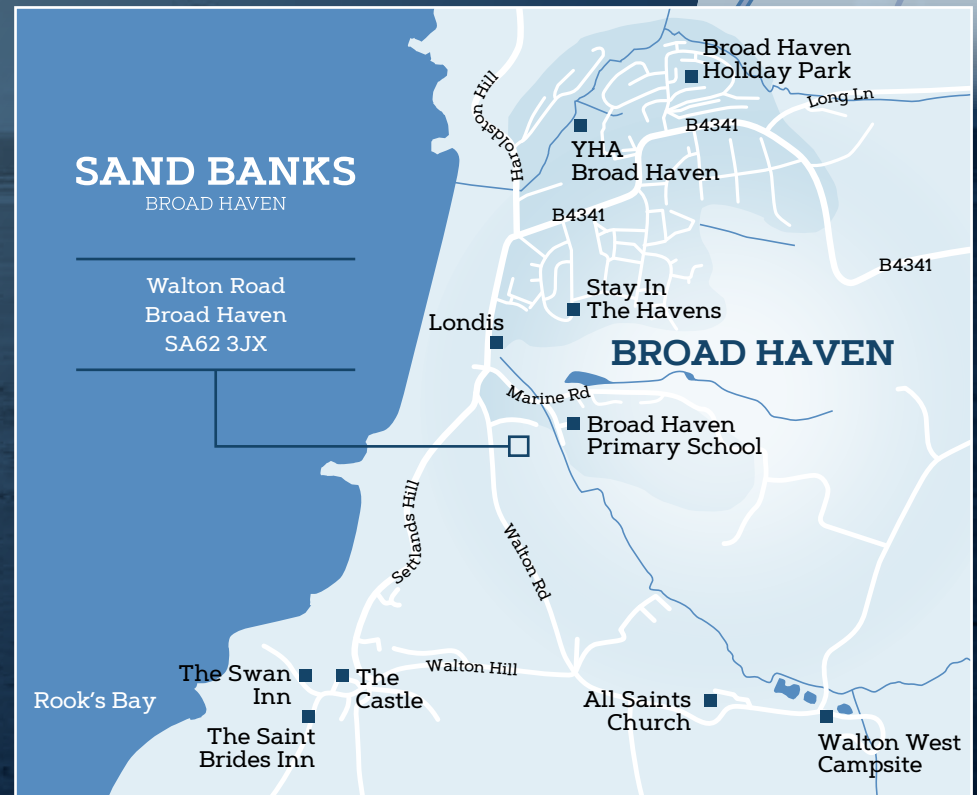 SAND BANKS
BROAD HAVEN
Walton Road
Broad Haven
SA62 3JX
Broad Haven
Holiday Park
Long Ln
Haroldston Hill
B4341
YHA
Broad Haven
B4341
B4341
Stay In
The Havens
Londis
BROAD HAVEN
Marine Rd
Broad Haven
Primary School
Settlands Hill
Walton Rd
Walton Hill
The Swan
Inn
The
Castle
Rook's Bay
The Saint
Brides Inn
All Saints
Church
Walton West
Campsite